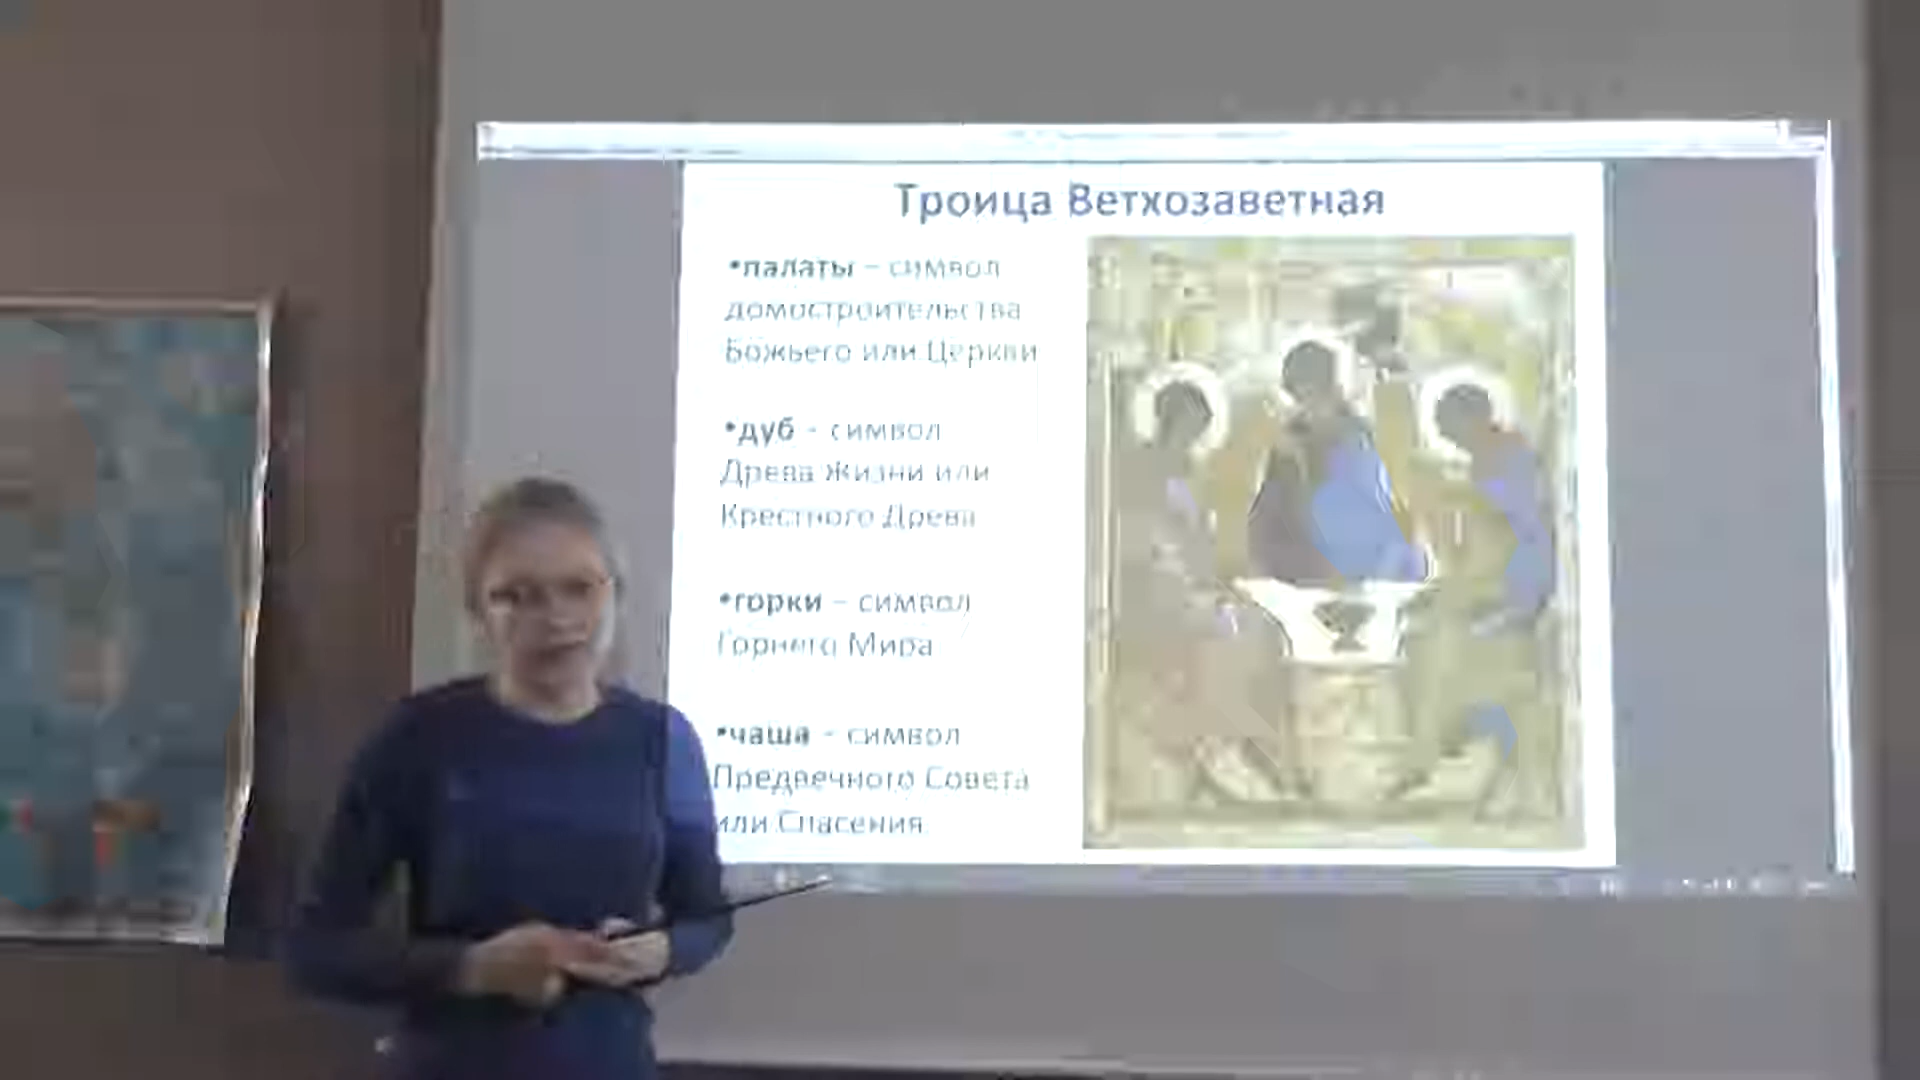 Троица Ветхозаветная
•палаты – символ
домостроительства
Божьего или Церкви
•дуб - символ
Древа Жизни или
Крестного Древа
•горки – символ
Горнего Мира
•чаша - символ
Предвечного Совета
или Спасения